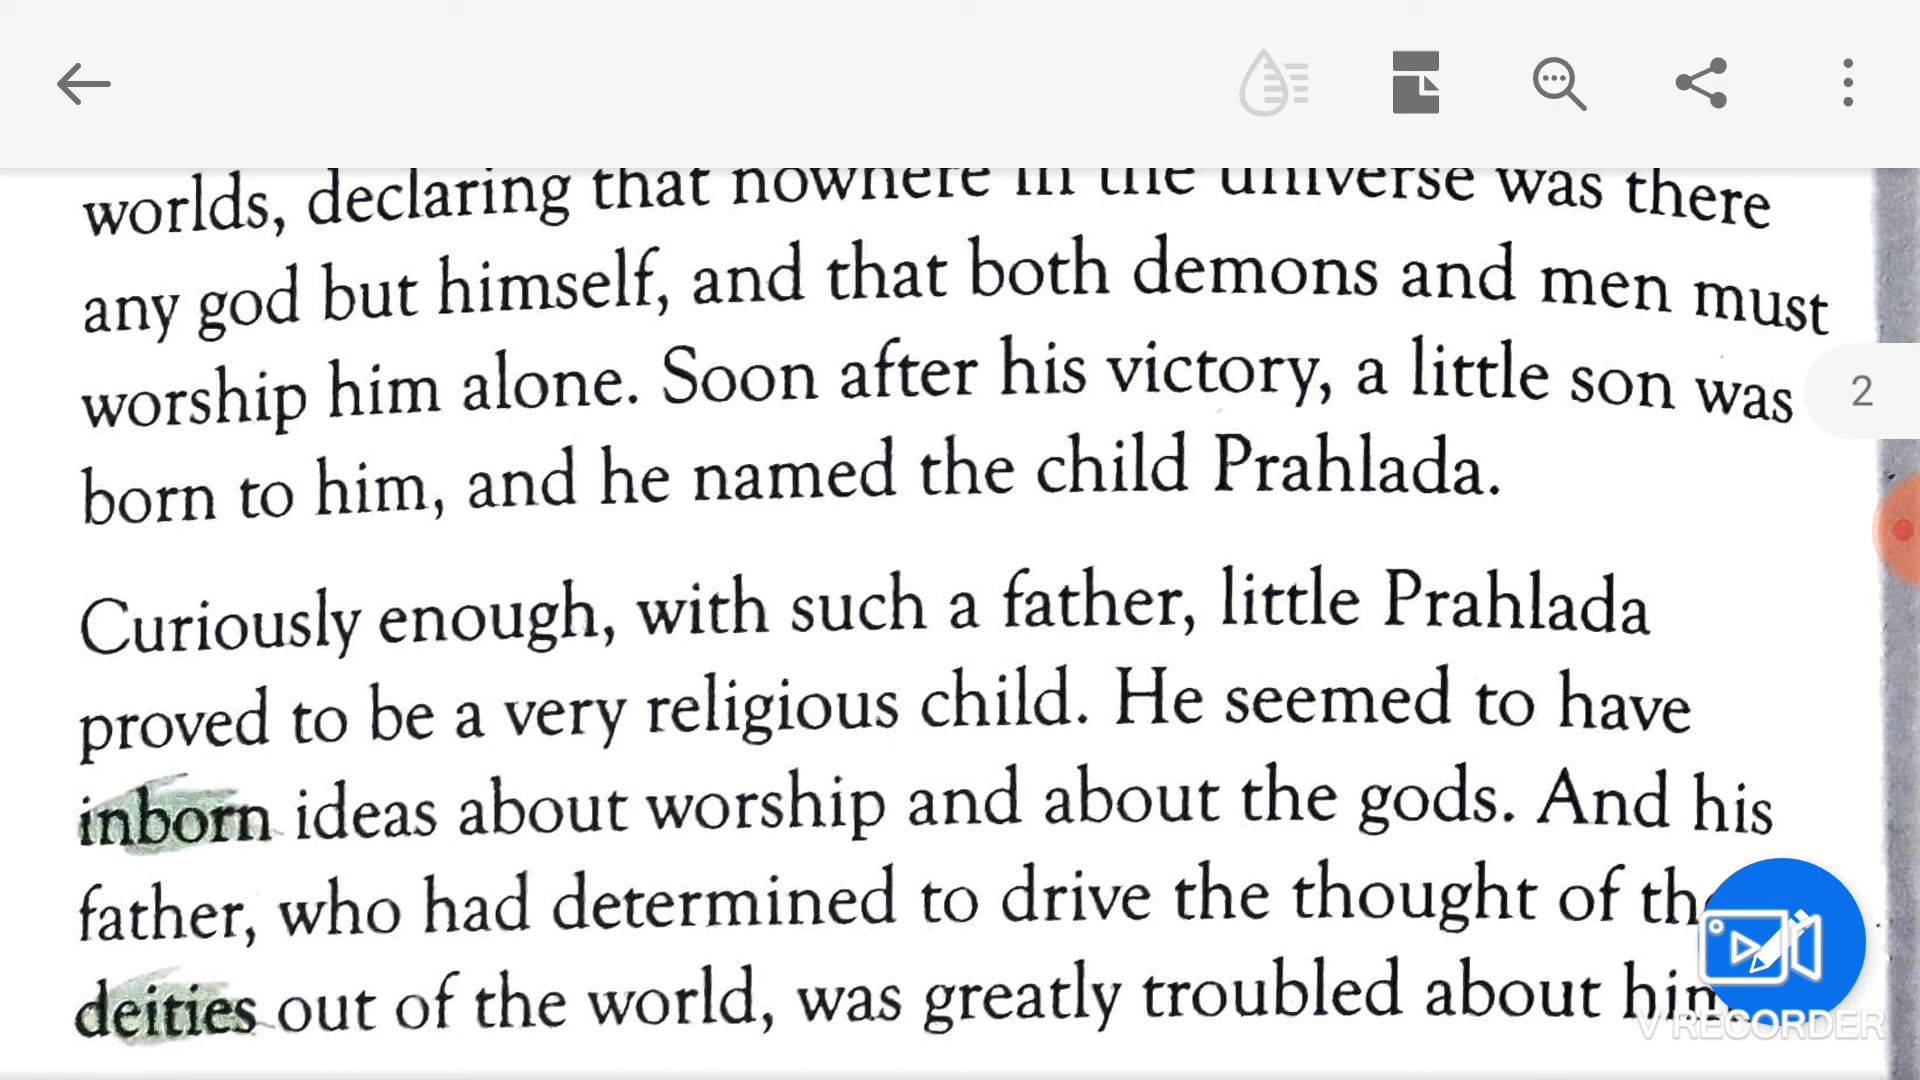 worlds, declaring that nowhere in the universe was there
any god but himself, and that both demons and men must
worship him alone. Soon after his victory, a little son was
2
born to him, and he named the child Prahlada.
Curiously enough, with such a father, little Prahlada
proved to be a very religious child. He seemed to have
inborn ideas about worship and about the gods. And his
father, who had determined to drive the thought of
deities out of the world, was greatly troubled about
V RECORDER